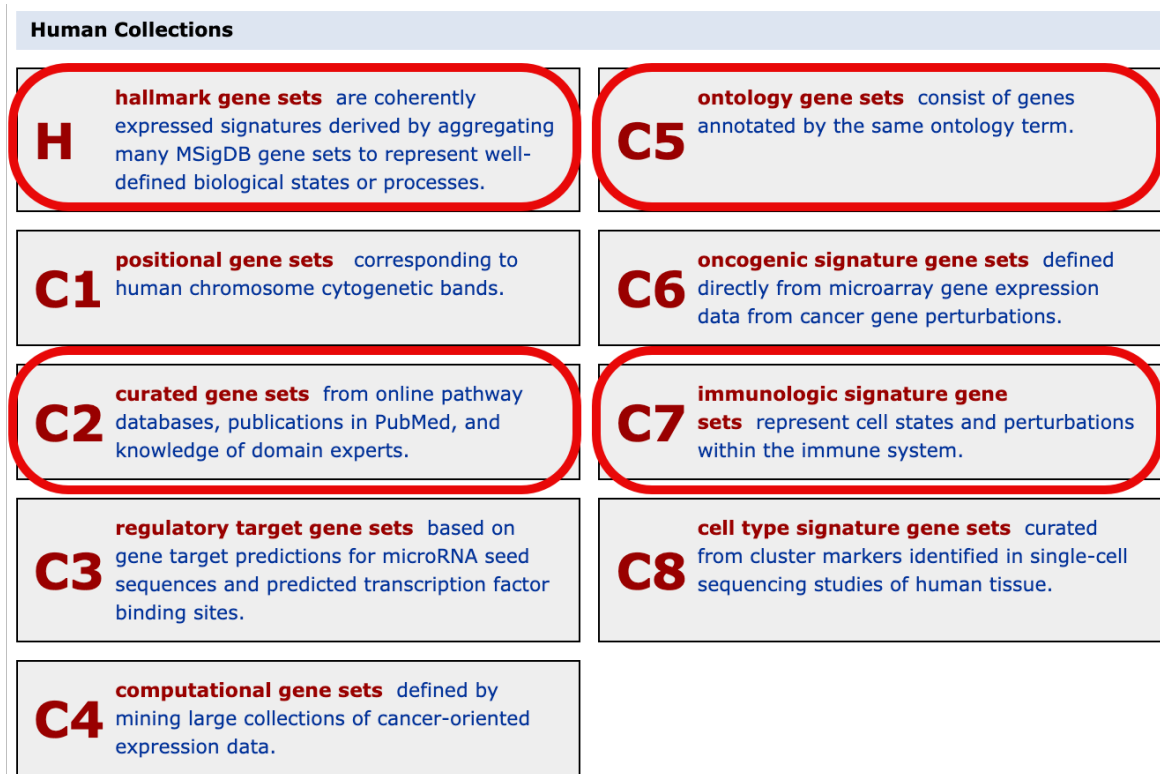 Human Collections
H
hallmark gene sets are coherently
expressed signatures derived by aggregating
many MSigDB gene sets to represent well-
defined biological states or processes.
C1
positional gene sets corresponding to
human chromosome cytogenetic bands.
C2
curated gene sets from online pathway
databases, publications in PubMed, and
knowledge of domain experts.
C3
regulatory target gene sets based on
gene target predictions for microRNA seed
sequences and predicted transcription factor
binding sites.
C4
computational gene sets defined by
mining large collections of cancer-oriented
expression data.
C5
ontology gene sets consist of genes
annotated by the same ontology term.
C6
oncogenic signature gene sets defined
directly from microarray gene expression
data from cancer gene perturbations.
C7
immunologic signature gene
sets represent cell states and perturbations
within the immune system.
C8
cell type signature gene sets curated
from cluster markers identified in single-cell
sequencing studies of human tissue.